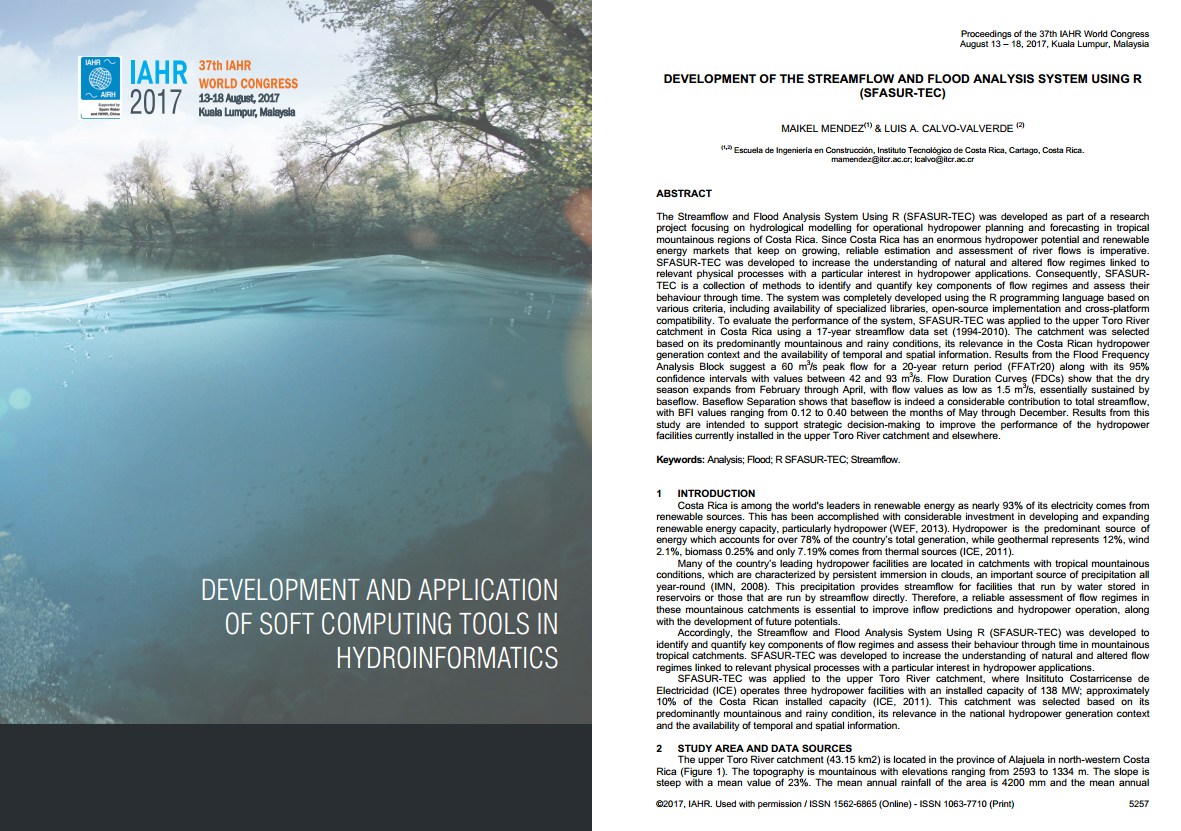 IAHR
AIRH
Supported by
Spain Water
and IWHR, China
IAHR
2017
37th IAHR
WORLD CONGRESS
13-18 August, 2017
Kuala Lumpur, Malaysia
DEVELOPMENT AND APPLICATION
OF SOFT COMPUTING TOOLS IN
HYDROINFORMATICS
Proceedings of the 37th IAHR World Congress
August 13 – 18, 2017, Kuala Lumpur, Malaysia
DEVELOPMENT OF THE STREAMFLOW AND FLOOD ANALYSIS SYSTEM USING R
(SFASUR-TEC)
MAIKEL MENDEZ(1) & LUIS A. CALVO-VALVERDE (2)
(1,2) Escuela de Ingeniería en Construcción, Instituto Tecnológico de Costa Rica, Cartago, Costa Rica.
mamendez@itcr.ac.cr; lcalvo@itcr.ac.cr
ABSTRACT
The Streamflow and Flood Analysis System Using R (SFASUR-TEC) was developed as part of a research
project focusing on hydrological modelling for operational hydropower planning and forecasting in tropical
mountainous regions of Costa Rica. Since Costa Rica has an enormous hydropower potential and renewable
energy markets that keep on growing, reliable estimation and assessment of river flows is imperative.
SFASUR-TEC was developed to increase the understanding of natural and altered flow regimes linked to
relevant physical processes with a particular interest in hydropower applications. Consequently, SFASUR-
TEC is a collection of methods to identify and quantify key components of flow regimes and assess their
behaviour through time. The system was completely developed using the R programming language based on
various criteria, including availability of specialized libraries, open-source implementation and cross-platform
compatibility. To evaluate the performance of the system, SFASUR-TEC was applied to the upper Toro River
catchment in Costa Rica using a 17-year streamflow data set (1994-2010). The catchment was selected
based on its predominantly mountainous and rainy conditions, its relevance in the Costa Rican hydropower
generation context and the availability of temporal and spatial information. Results from the Flood Frequency
Analysis Block suggest a 60 m³/s peak flow for a 20-year return period (FFATr20) along with its 95%
confidence intervals with values between 42 and 93 m³/s. Flow Duration Curves (FDCs) show that the dry
season expands from February through April, with flow values as low as 1.5 m³/s, essentially sustained by
baseflow. Baseflow Separation shows that baseflow is indeed a considerable contribution to total streamflow,
with BFI values ranging from 0.12 to 0.40 between the months of May through December. Results from this
study are intended to support strategic decision-making to improve the performance of the hydropower
facilities currently installed in the upper Toro River catchment and elsewhere.
Keywords: Analysis; Flood; R SFASUR-TEC; Streamflow.
1 INTRODUCTION
Costa Rica is among the world's leaders in renewable energy as nearly 93% of its electricity comes from
renewable sources. This has been accomplished with considerable investment in developing and expanding
renewable energy capacity, particularly hydropower (WEF, 2013). Hydropower is the predominant source of
energy which accounts for over 78% of the country's total generation, while geothermal represents 12%, wind
2.1%, biomass 0.25% and only 7.19% comes from thermal sources (ICE, 2011).
Many of the country's leading hydropower facilities are located in catchments with tropical mountainous
conditions, which are characterized by persistent immersion in clouds, an important source of precipitation all
year-round (IMN, 2008). This precipitation provides streamflow for facilities that run by water stored in
reservoirs or those that are run by streamflow directly. Therefore, a reliable assessment of flow regimes in
these mountainous catchments is essential to improve inflow predictions and hydropower operation, along
with the development of future potentials.
Accordingly, the Streamflow and Flood Analysis System Using R (SFASUR-TEC) was developed to
identify and quantify key components of flow regimes and assess their behaviour through time in mountainous
tropical catchments. SFASUR-TEC was developed to increase the understanding of natural and altered flow
regimes linked to relevant physical processes with a particular interest in hydropower applications.
SFASUR-TEC was applied to the upper Toro River catchment, where Insitituto Costarricense de
Electricidad (ICE) operates three hydropower facilities with an installed capacity of 138 MW; approximately
10% of the Costa Rican installed capacity (ICE, 2011). This catchment was selected based on its
predominantly mountainous and rainy condition, its relevance in the national hydropower generation context
and the availability of temporal and spatial information.
2 STUDY AREA AND DATA SOURCES
The upper Toro River catchment (43.15 km2) is located in the province of Alajuela in north-western Costa
Rica (Figure 1). The topography is mountainous with elevations ranging from 2593 to 1334 m. The slope is
steep with a mean value of 23%. The mean annual rainfall of the area is 4200 mm and the mean annual
©2017, IAHR. Used with permission / ISSN 1562-6865 (Online) - ISSN 1063-7710 (Print) 5257